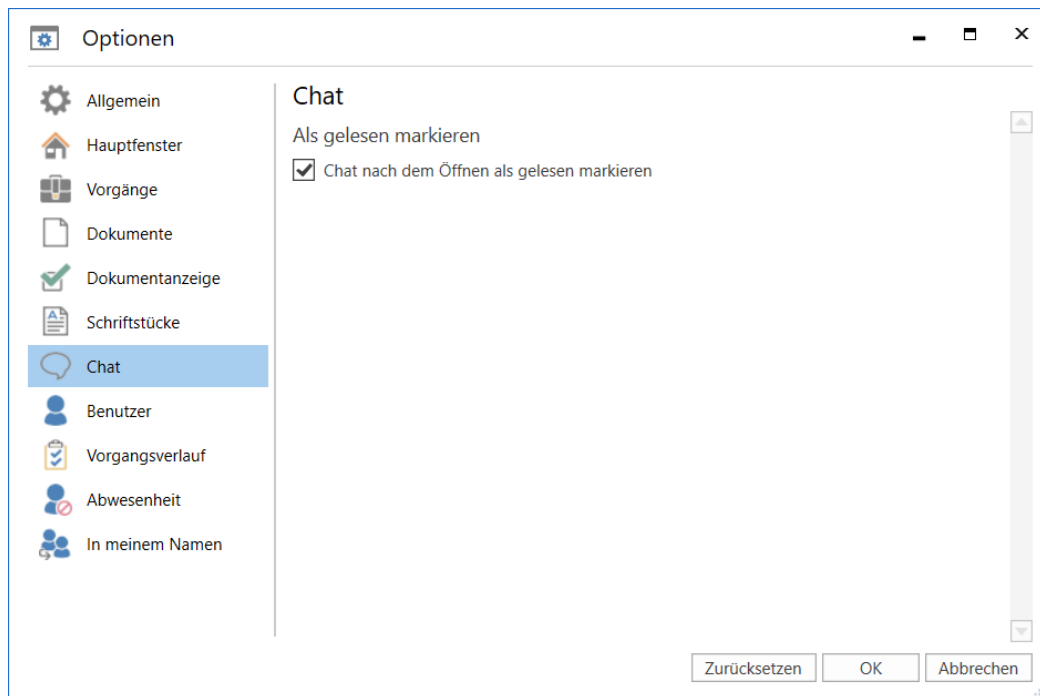 Optionen
Allgemein
Hauptfenster
Vorgänge
Dokumente
Dokumentanzeige
Schriftstücke
Chat
Benutzer
Vorgangsverlauf
Abwesenheit
In meinem Namen
Chat
Als gelesen markieren
Chat nach dem Öffnen als gelesen markieren
Zurücksetzen OK Abbrechen